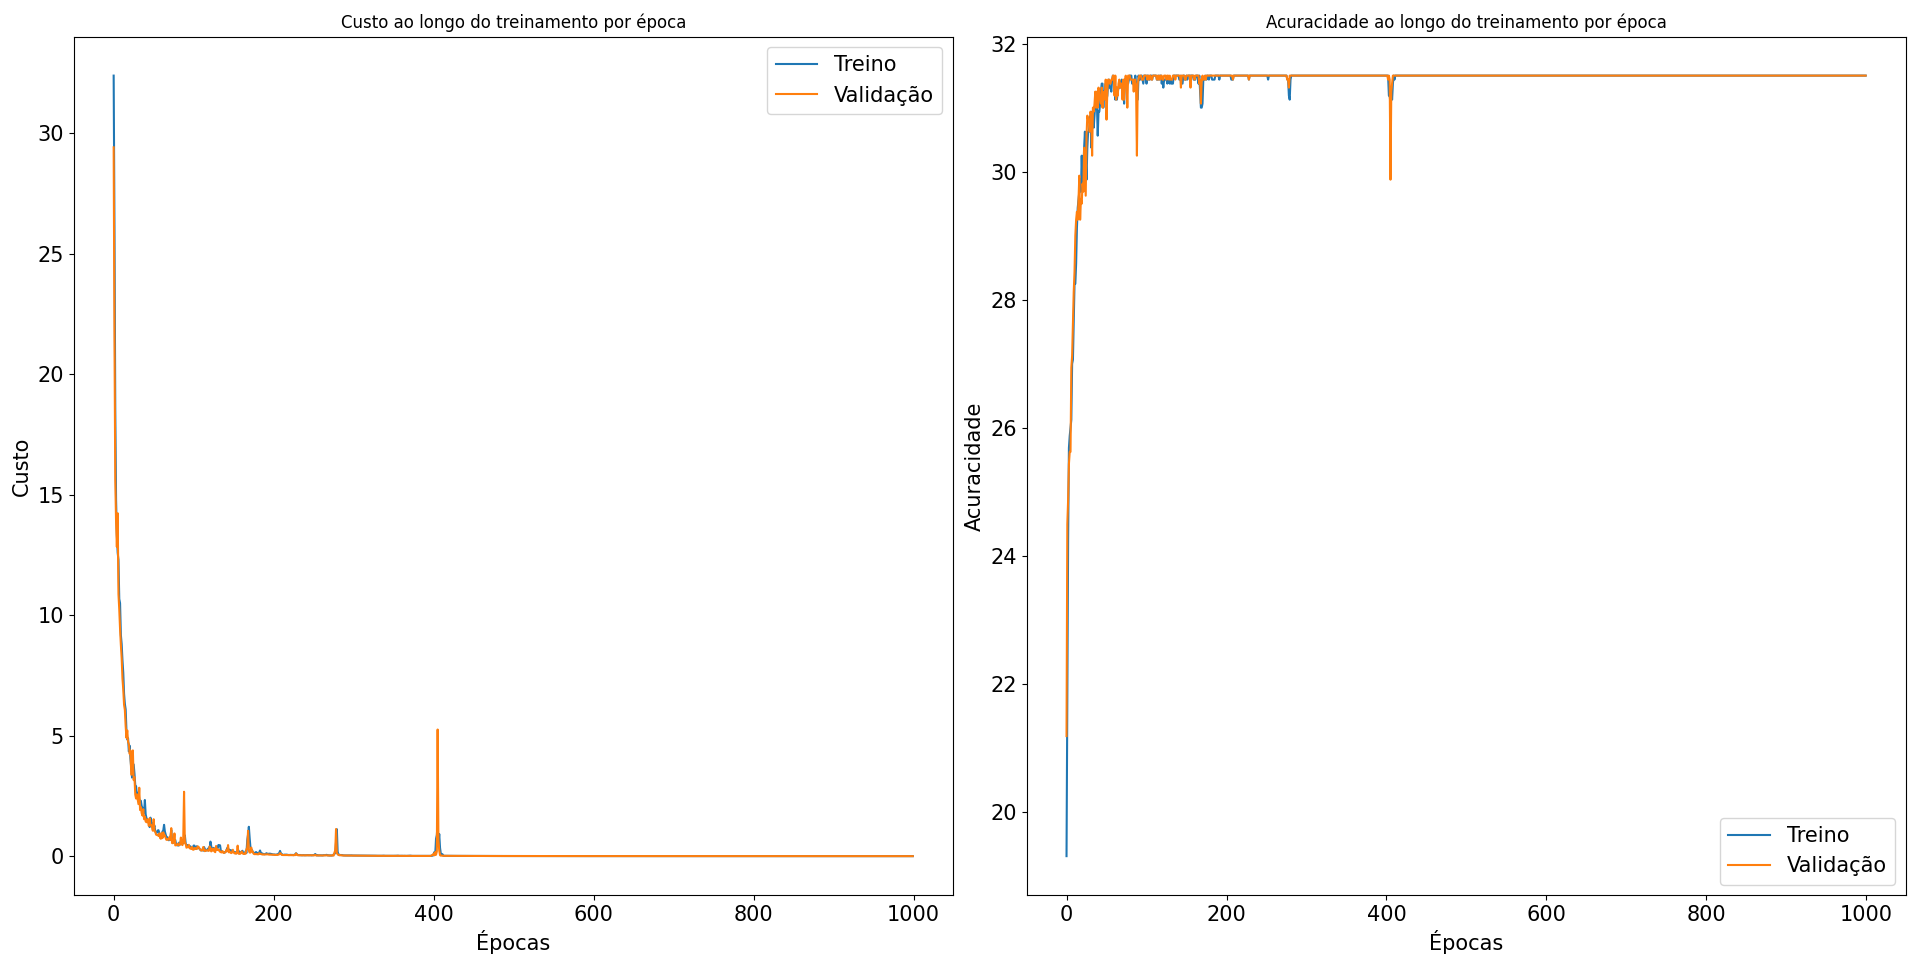 Custo ao longo do treinamento por época
Treino
Validação
30
25
20
15
10
5
0
Custo
0 200 400 600 800 1000
Épocas
Acuracidade ao longo do treinamento por época
32
30
28
26
24
22
20
Acuracidade
Treino
Validação
0 200 400 600 800 1000
Épocas